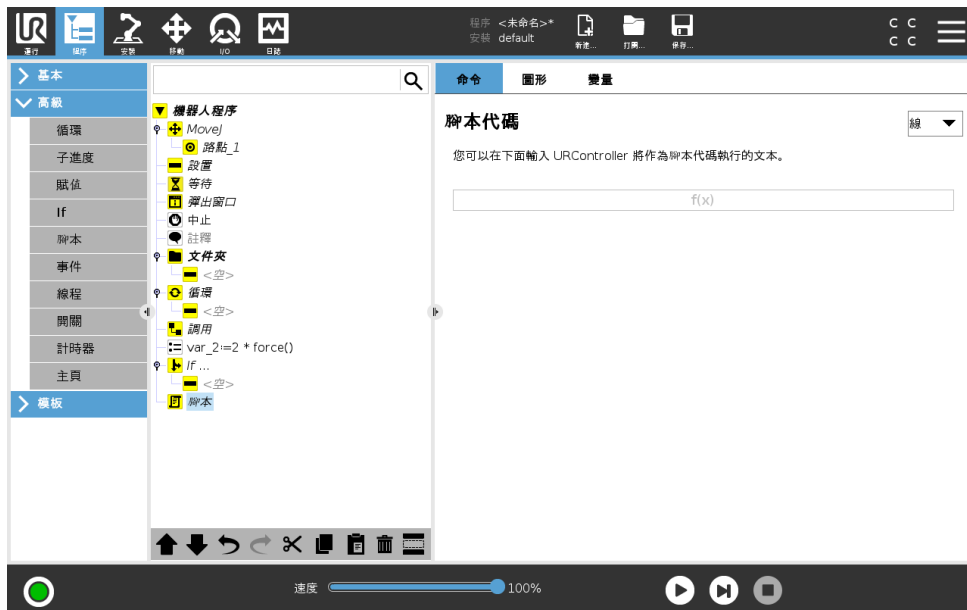 UR
運行
程序
安裝
移動
I/O
日誌
程序 <未命名>*
安裝 default
新建...
打開...
保存...
C C
C C
基本
高級
循環
子進度
賦值
If
腳本
事件
線程
開關
計時器
主頁
模板
機器人程序
MoveJ
路點_1
設置
等待
彈出窗口
中止
註釋
文件夾
<空>
循環
<空>
調用
var_2≔2 * force()
If ...
<空>
腳本
命令 圖形 變量
腳本代碼
線
您可以在下面輸入 URController 將作為腳本代碼執行的文本。
f(x)
速度 100%